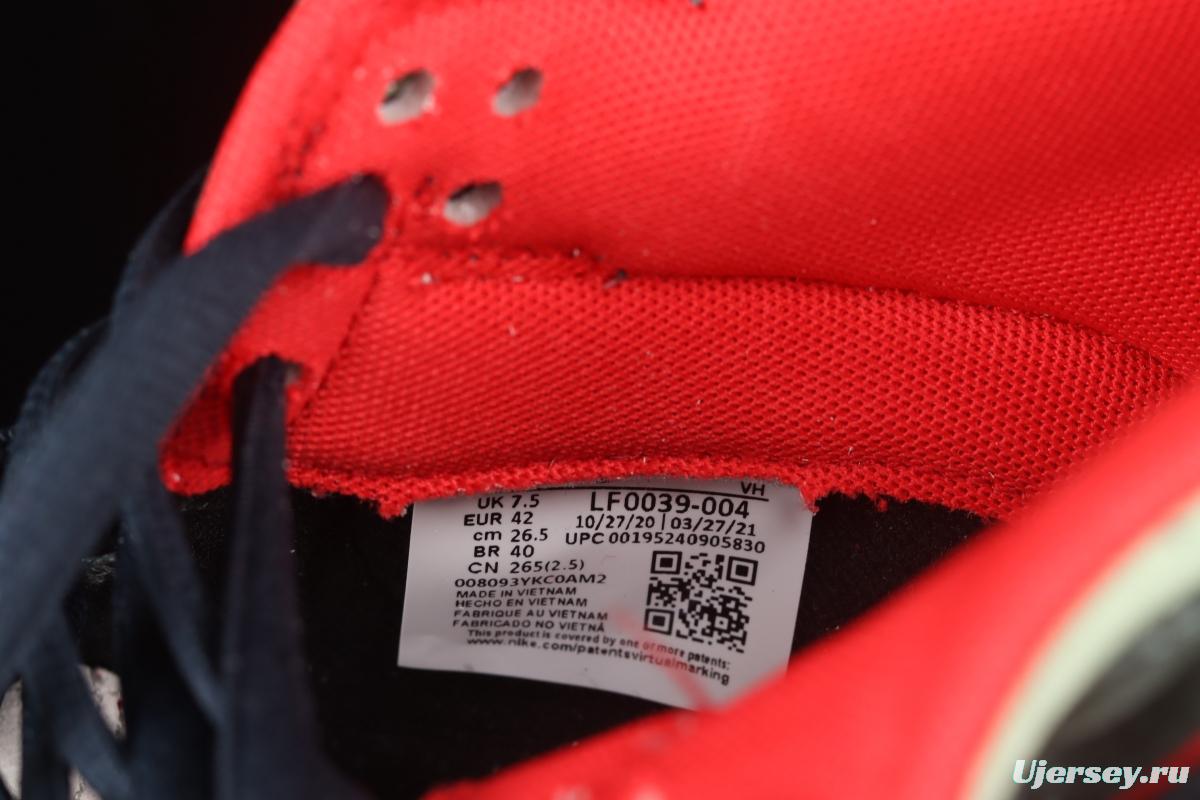 VH
UK 7.5
LF0039-004
EUR 42
10/27/20 | 03/27/21
cm 26.5
UPC 00195240905830
BR 40
CN 265(2.5)
008093YKC0AM2
MADE IN VIETNAM
HECHO EN VIETNAM
FABRIQUE AU VIETNAM
FABRICADO NO VIETNÃ
This product is covered by one or more patents:
www.nike.com/patentsvirtualmarking
Ujersey.ru